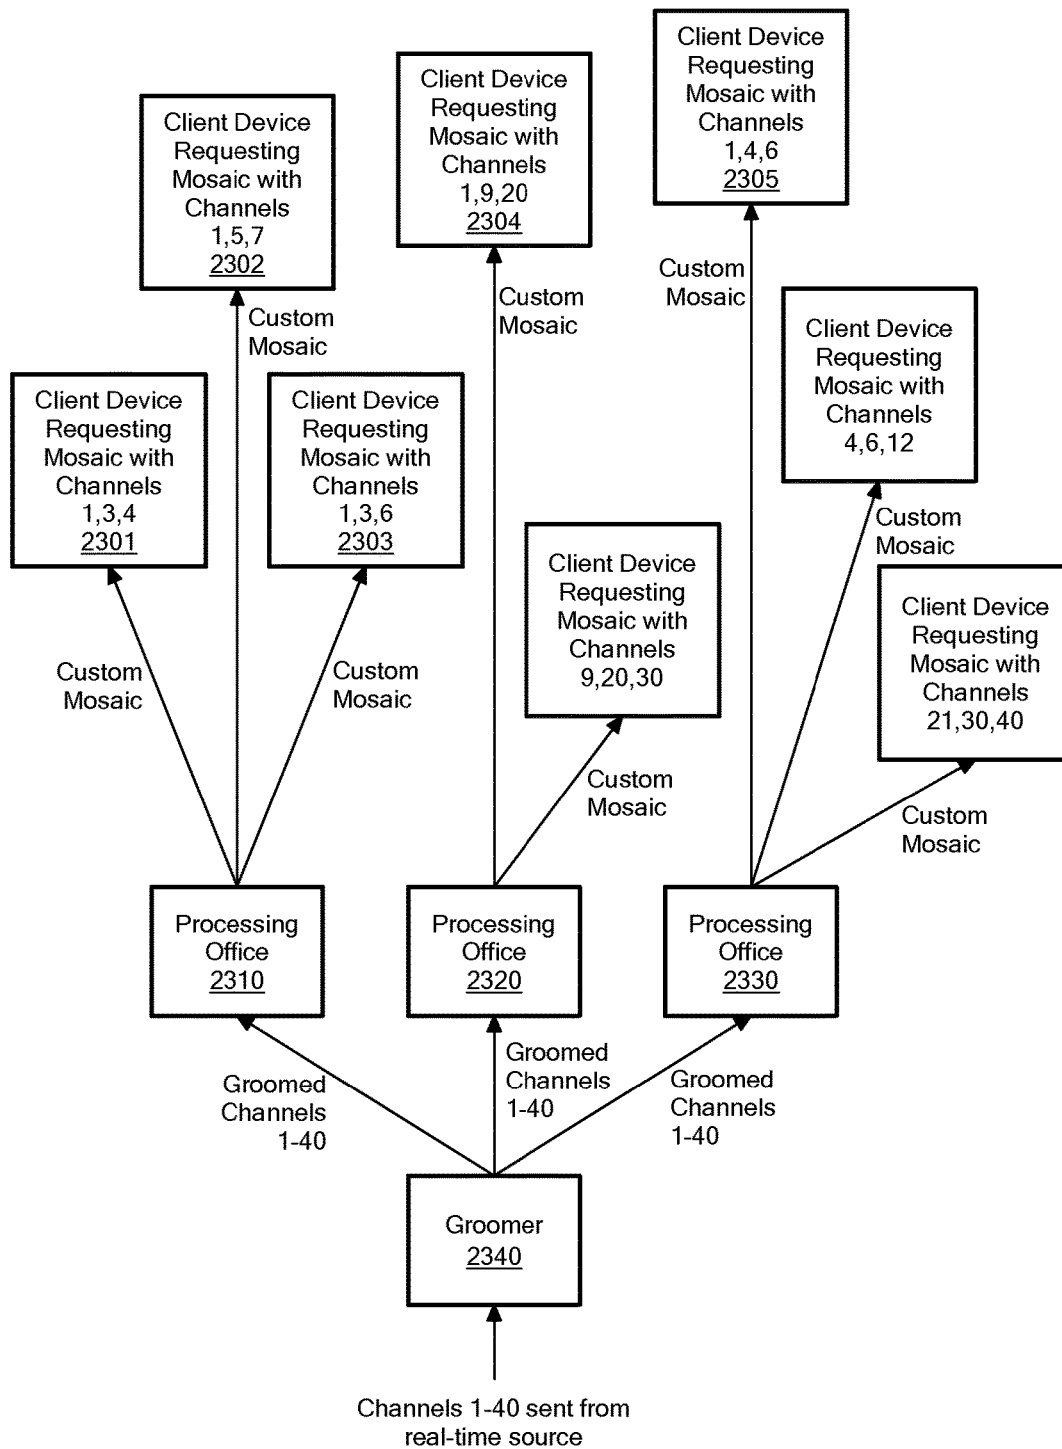 Client Device
Requesting
Mosaic with
Channels
1,4,6
2305
Client Device
Requesting
Mosaic with
Channels
1,9,20
2304
Client Device
Requesting
Mosaic with
Channels
1,5,7
2302
Custom
Mosaic
Custom
Mosaic
Custom
Mosaic
Client Device
Requesting
Mosaic with
Channels
4,6,12
Client Device
Requesting
Mosaic with
Channels
1,3,4
2301
Client Device
Requesting
Mosaic with
Channels
1,3,6
2303
Custom
Mosaic
Client Device
Requesting
Mosaic with
Channels
9,20,30
Client Device
Requesting
Mosaic with
Channels
21,30,40
Custom
Mosaic
Custom
Mosaic
Custom
Mosaic
Custom
Mosaic
Processing
Office
2310
Processing
Office
2320
Processing
Office
2330
Groomed
Channels
1-40
Groomed
Channels
1-40
Groomed
Channels
1-40
Groomer
2340
Channels 1-40 sent from
real-time source